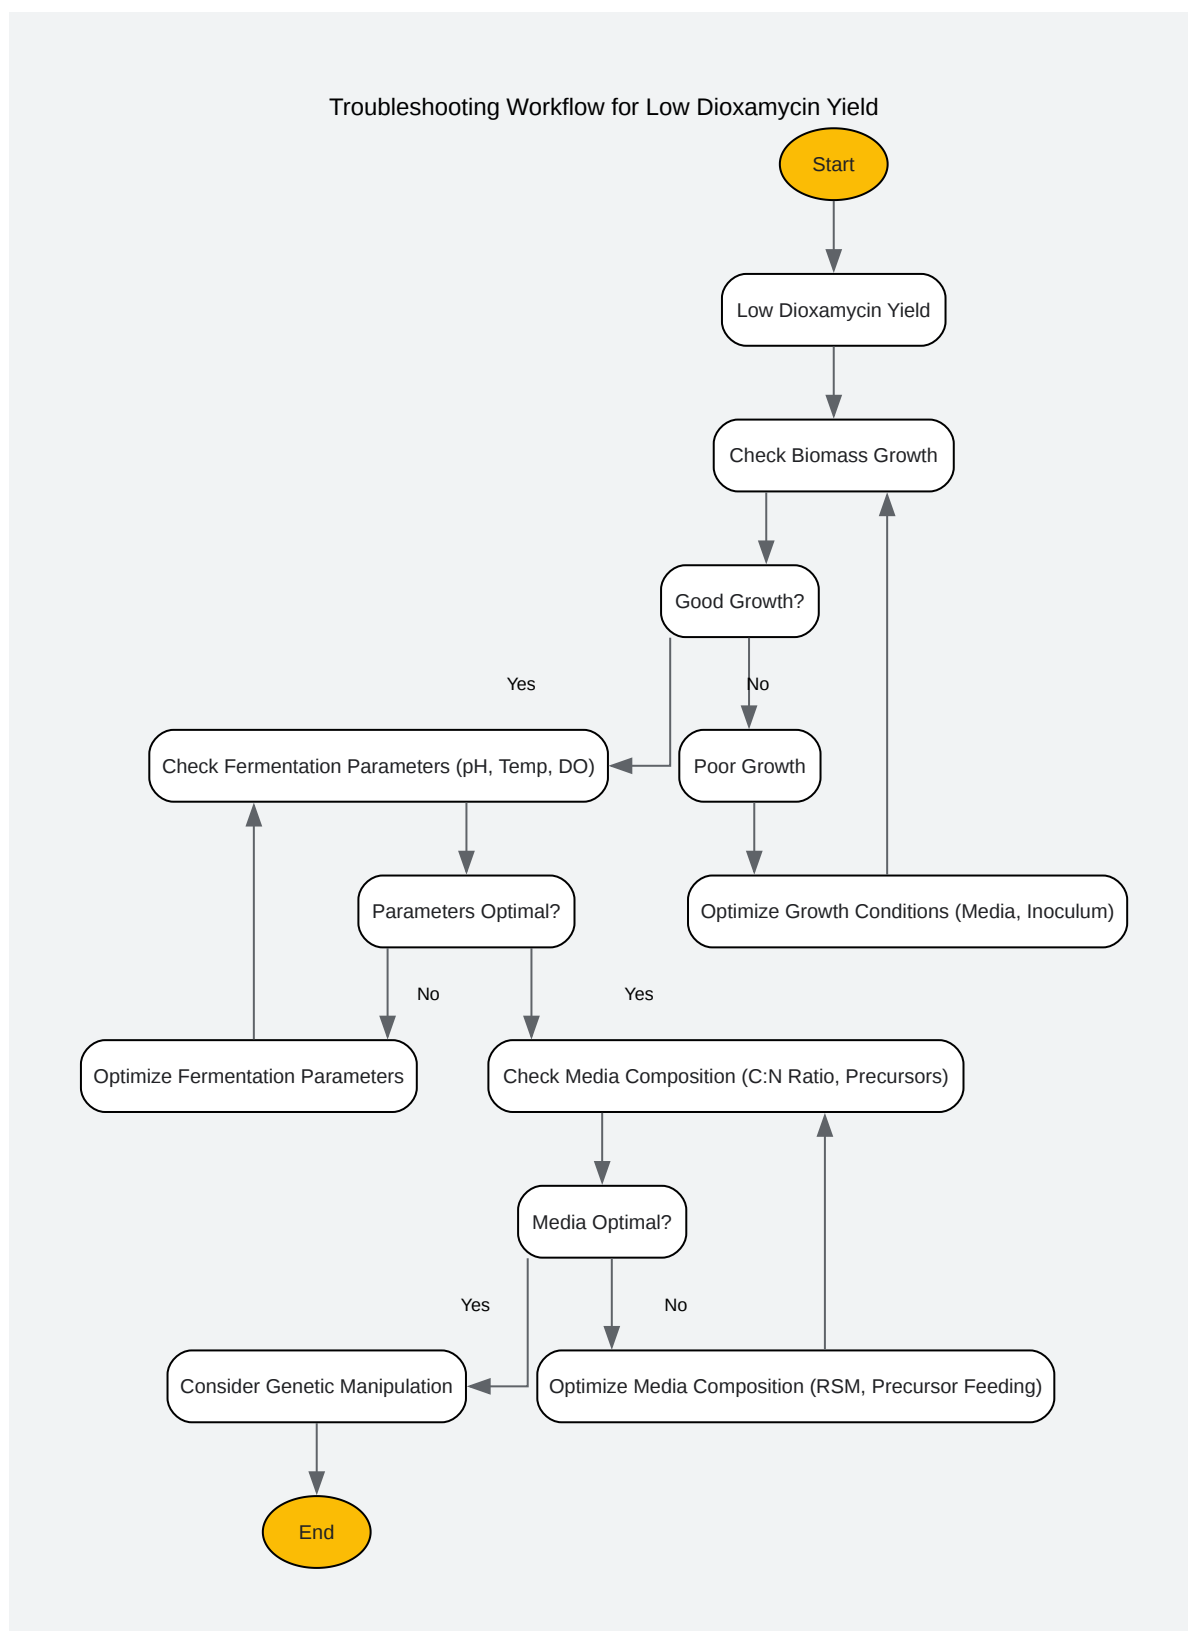 Troubleshooting Workflow for Low Dioxamycin Yield
Start
Low Dioxamycin Yield
Check Biomass Growth
Good Growth?
Yes
No
Check Fermentation Parameters (pH, Temp, DO)
Poor Growth
Parameters Optimal?
Optimize Growth Conditions (Media, Inoculum)
No
Yes
Optimize Fermentation Parameters
Check Media Composition (C:N Ratio, Precursors)
Media Optimal?
Yes
No
Consider Genetic Manipulation
Optimize Media Composition (RSM, Precursor Feeding)
End